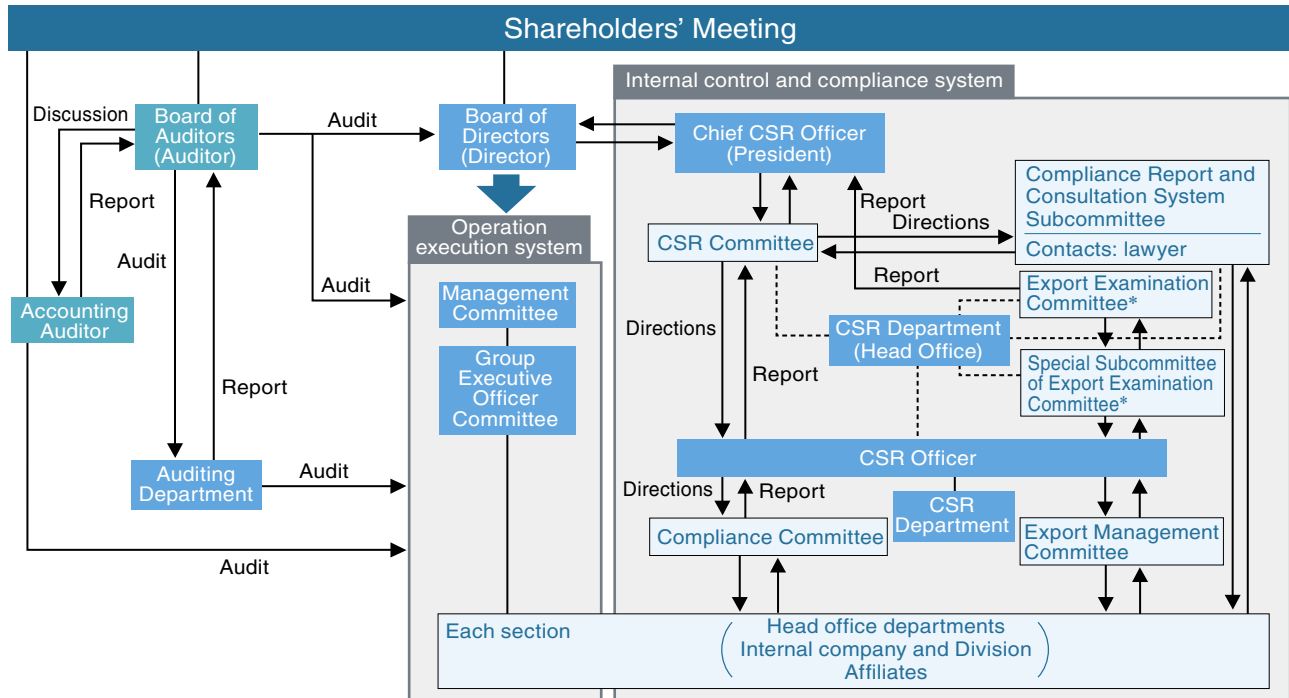 Shareholders' Meeting
Internal control and compliance system
Discussion
Board of
Auditors
(Auditor)
Audit
Board of
Directors
(Director)
Chief CSR Officer
(President)
Report
Audit
Operation
execution system
Audit
CSR Committee
Report
Directions
Compliance Report and
Consultation System
Subcommittee
Contacts: lawyer
Report
Accounting
Auditor
Management
Committee
Group
Executive
Officer
Committee
Directions
Report
CSR Department
(Head Office)
Export Examination
Committee*
Special Subcommittee
of Export Examination
Committee*
Report
Auditing
Department
Audit
CSR Officer
Directions
Report
CSR
Department
Compliance Committee
Export Management
Committee
Audit
Each section
Head office departments
Internal company and Division
Affiliates